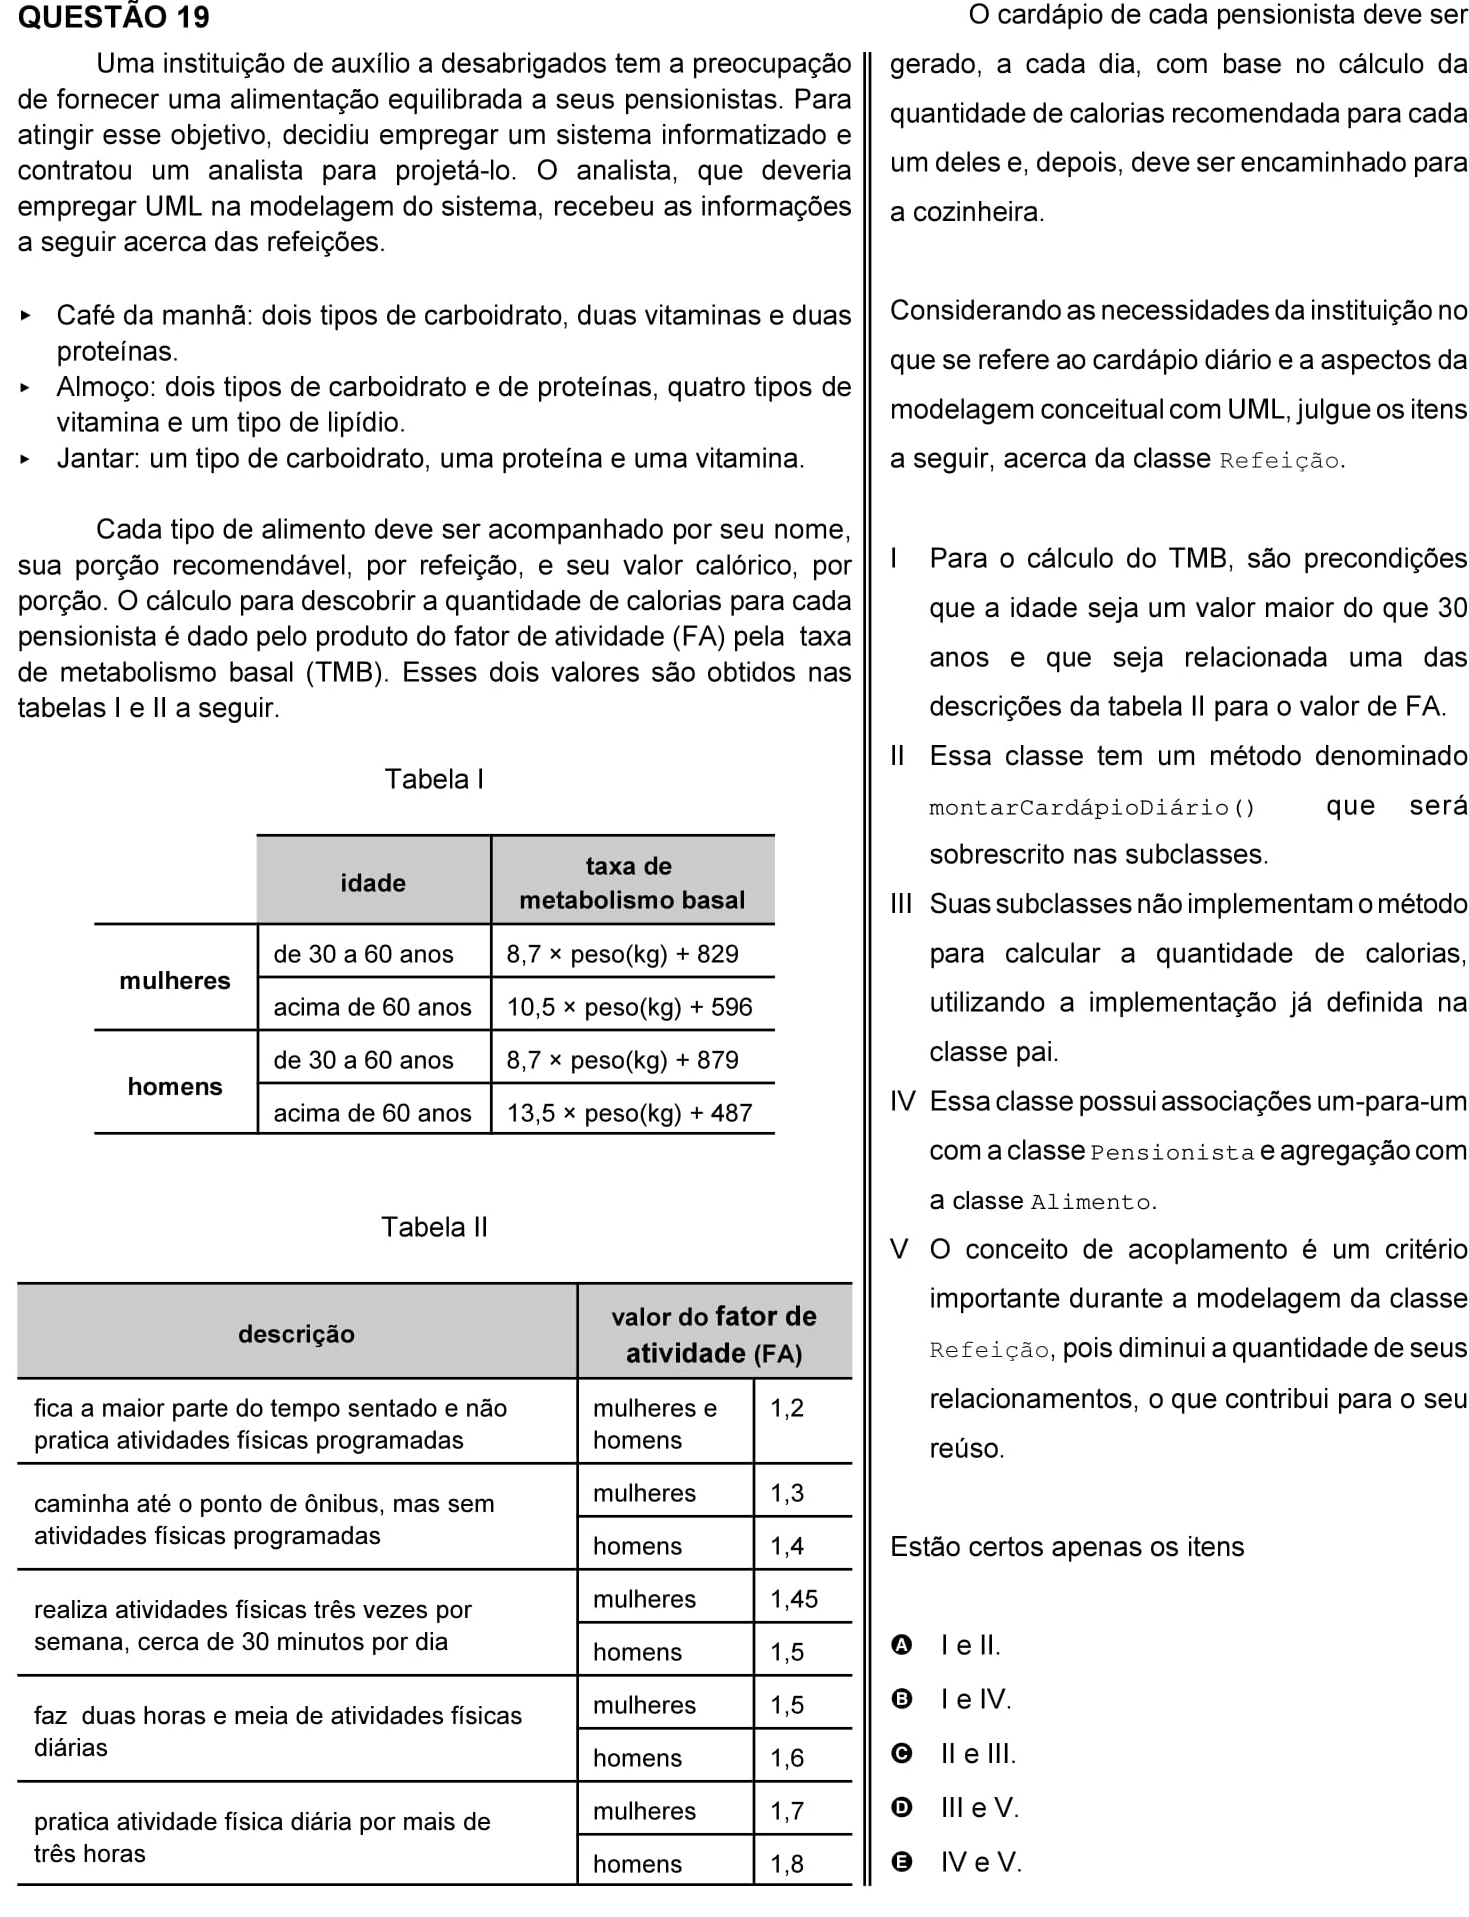 QUESTÃO 19
Uma instituição de auxílio a desabrigados tem a preocupação
de fornecer uma alimentação equilibrada a seus pensionistas. Para
atingir esse objetivo, decidiu empregar um sistema informatizado e
contratou um analista para projetá-lo. O analista, que deveria
empregar UML na modelagem do sistema, recebeu as informações
a seguir acerca das refeições.
‣ Café da manhã: dois tipos de carboidrato, duas vitaminas e duas
proteínas.
‣ Almoço: dois tipos de carboidrato e de proteínas, quatro tipos de
vitamina e um tipo de lipídio.
‣ Jantar: um tipo de carboidrato, uma proteína e uma vitamina.
Cada tipo de alimento deve ser acompanhado por seu nome,
sua porção recomendável, por refeição, e seu valor calórico, por
porção. O cálculo para descobrir a quantidade de calorias para cada
pensionista é dado pelo produto do fator de atividade (FA) pela taxa
de metabolismo basal (TMB). Esses dois valores são obtidos nas
tabelas I e II a seguir.
Tabela I
idade
taxa de
metabolismo basal
mulheres
de 30 a 60 anos
8,7 × peso(kg) + 829
acima de 60 anos
10,5 × peso(kg) + 596
homens
de 30 a 60 anos
8,7 × peso(kg) + 879
acima de 60 anos
13,5 × peso(kg) + 487
Tabela II
descrição
valor do fator de
atividade (FA)
fica a maior parte do tempo sentado e não
pratica atividades físicas programadas
mulheres e
homens
1,2
caminha até o ponto de ônibus, mas sem
atividades físicas programadas
mulheres
1,3
homens
1,4
realiza atividades físicas três vezes por
semana, cerca de 30 minutos por dia
mulheres
1,45
homens
1,5
faz duas horas e meia de atividades físicas
diárias
mulheres
1,5
homens
1,6
pratica atividade física diária por mais de
três horas
mulheres
1,7
homens
1,8
O cardápio de cada pensionista deve ser
gerado, a cada dia, com base no cálculo da
quantidade de calorias recomendada para cada
um deles e, depois, deve ser encaminhado para
a cozinheira.
Considerando as necessidades da instituição no
que se refere ao cardápio diário e a aspectos da
modelagem conceitual com UML, julgue os itens
a seguir, acerca da classe Refeição.
I Para o cálculo do TMB, são precondições
que a idade seja um valor maior do que 30
anos e que seja relacionada uma das
descrições da tabela II para o valor de FA.
II Essa classe tem um método denominado
montarCardápioDiário() que será
sobrescrito nas subclasses.
III Suas subclasses não implementam o método
para calcular a quantidade de calorias,
utilizando a implementação já definida na
classe pai.
IV Essa classe possui associações um-para-um
com a classe Pensionista e agregação com
a classe Alimento.
V O conceito de acoplamento é um critério
importante durante a modelagem da classe
Refeição, pois diminui a quantidade de seus
relacionamentos, o que contribui para o seu
reúso.
Estão certos apenas os itens
A I e II.
B I e IV.
C II e III.
D III e V.
E IV e V.